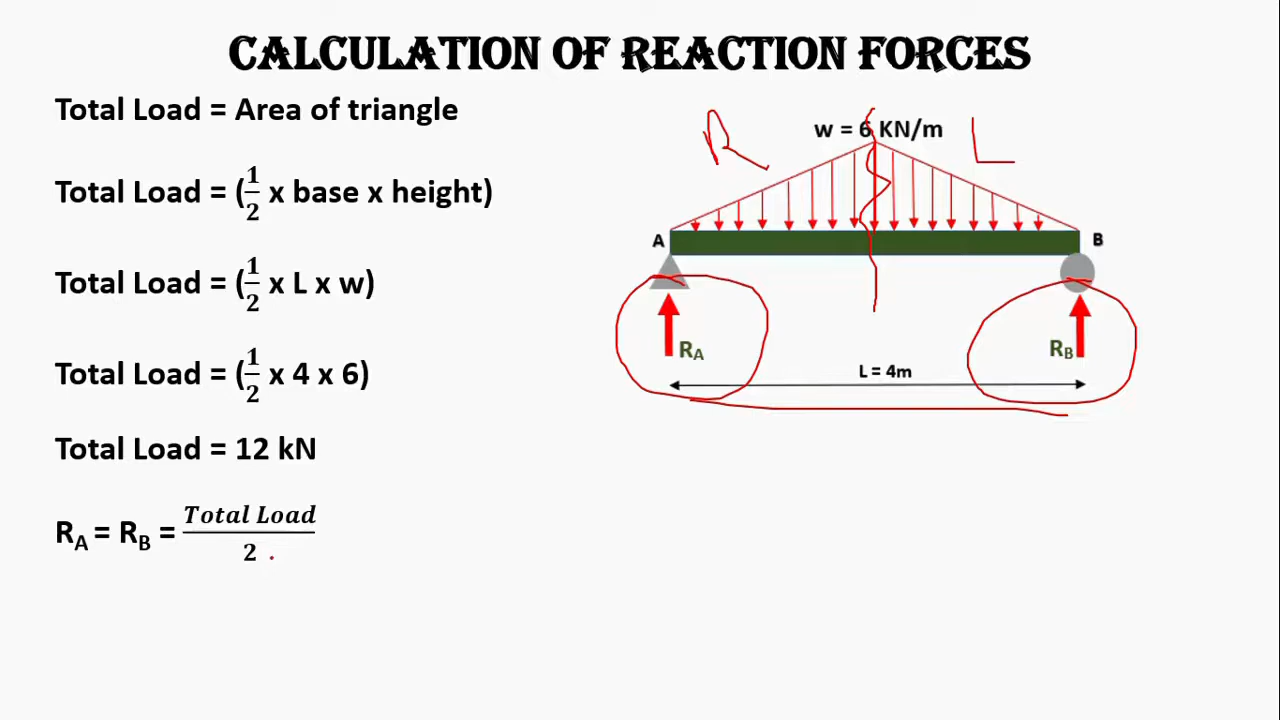 CALCULATION OF REACTION FORCES
Total Load = Area of triangle
Total Load = (1/2 x base x height)
Total Load = (1/2 x L x w)
Total Load = (1/2 x 4 x 6)
Total Load = 12 kN
R_A = R_B = Total Load/2
R
w = 6 KN/m
L
A
B
R_A
R_B
L = 4m